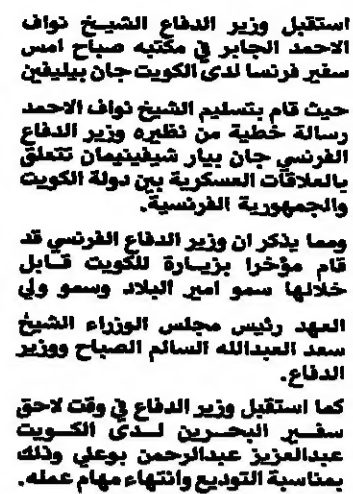 استقبل وزير الدفاع الشيخ نواف
الاحمد الجابر في مكتبه صباح امس
سفير فرنسا لدى الكويت جان بيليفين
حيث قام بتسليم الشيخ نواف الاحمد
رسالة خطية من نظيره وزير الدفاع
الفرنسي جان بيار شيفينيمان تتعلق
بالعلاقات العسكرية بين دولة الكويت
والجمهورية الفرنسية.
ومما يذكر ان وزير الدفاع الفرنسي قد
قام مؤخرا بزيارة للكويت قابل
خلالها سمو امير البلاد وسمو ولي
العهد رئيس مجلس الوزراء الشيخ
سعد العبدالله السالم الصباح ووزير
الدفاع.
كما استقبل وزير الدفاع في وقت لاحق
سفير البحرين لدى الكويت
عبدالعزيز عبدالرحمن بوعلي وذلك
بمناسبة التوديع وانتهاء مهام عمله.